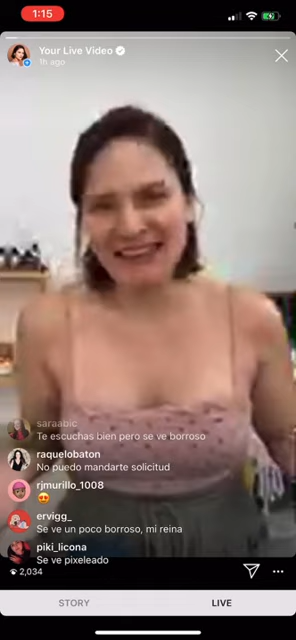 1:15
Your Live Video
1h ago
saraabic
Te escuchas bien pero se ve borroso
raquelobaton
No puedo mandarte solicitud
rjmurillo_1008
😍
ervigg_
Se ve un poco borroso, mi reina
piki_licona
Se ve pixeleado
2,034
STORY
LIVE